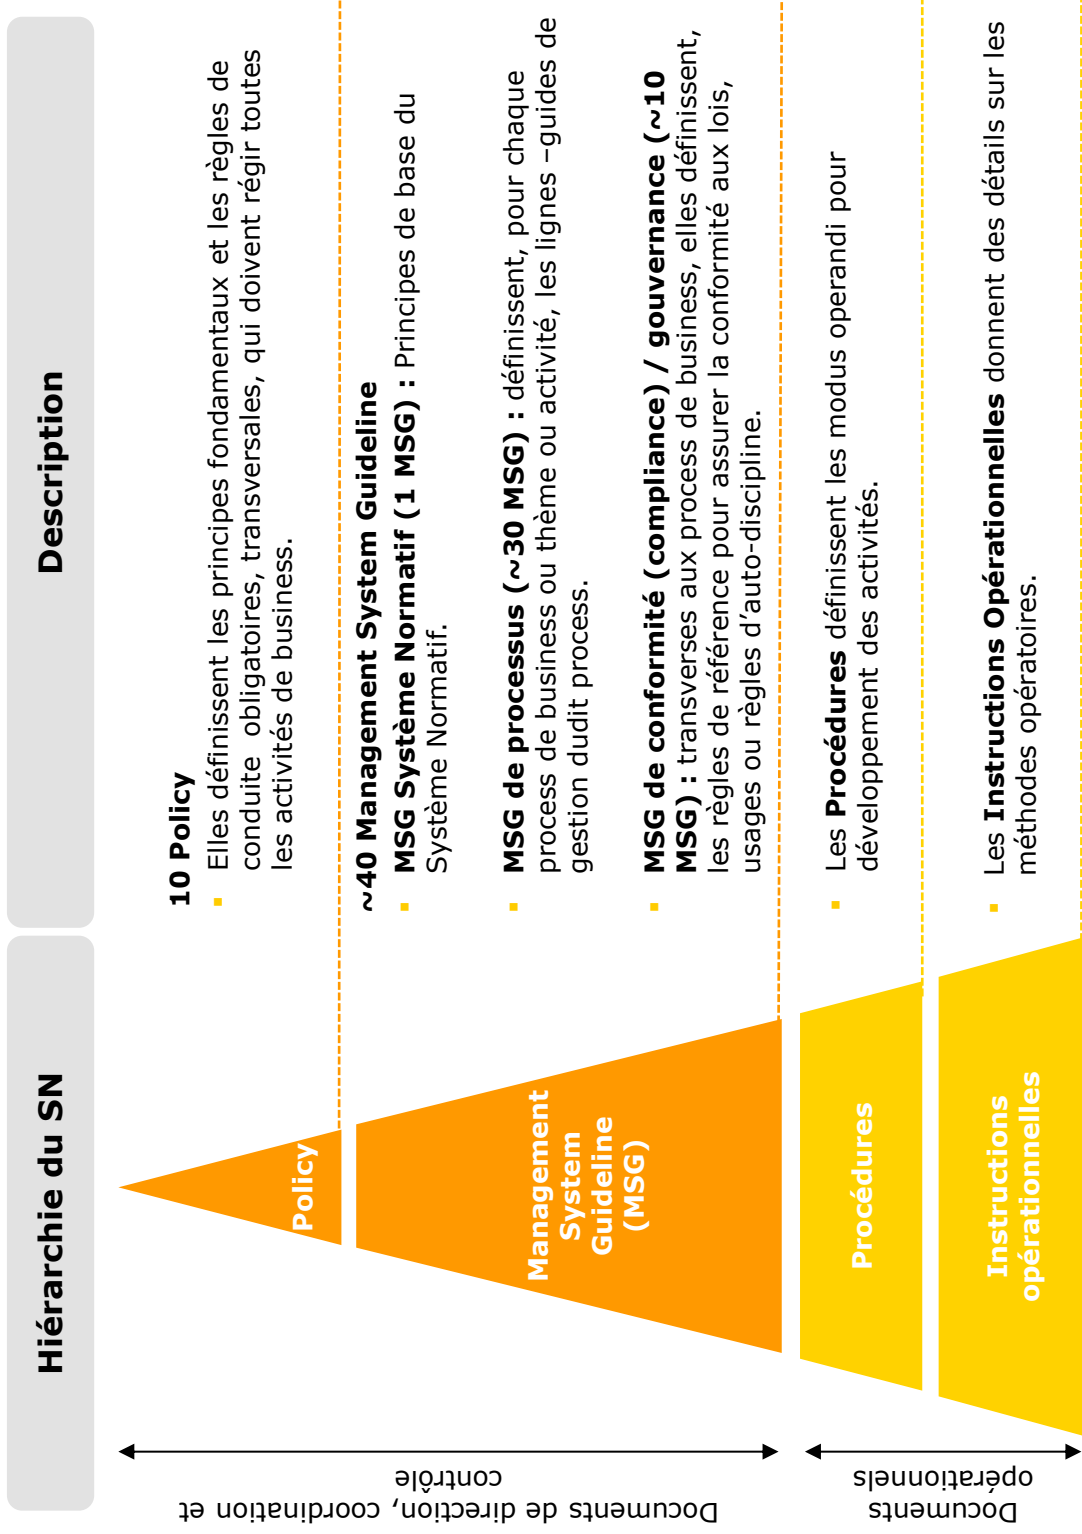 Hiérarchie du SN
Description
Documents de direction, coordination et
contrôle
Documents
opérationnels
Policy
Management
System
Guideline
(MSG)
Procédures
Instructions
opérationnelles
10 Policy
▪ Elles définissent les principes fondamentaux et les règles de
conduite obligatoires, transversales, qui doivent régir toutes
les activités de business.
~40 Management System Guideline
▪ MSG Système Normatif (1 MSG) : Principes de base du
Système Normatif.
▪ MSG de processus (~30 MSG) : définissent, pour chaque
process de business ou thème ou activité, les lignes –guides de
gestion dudit process.
▪ MSG de conformité (compliance) / gouvernance (~10
MSG) : transverses aux process de business, elles définissent,
les règles de référence pour assurer la conformité aux lois,
usages ou règles d’auto-discipline.
▪ Les Procédures définissent les modus operandi pour
développement des activités.
▪ Les Instructions Opérationnelles donnent des détails sur les
méthodes opératoires.